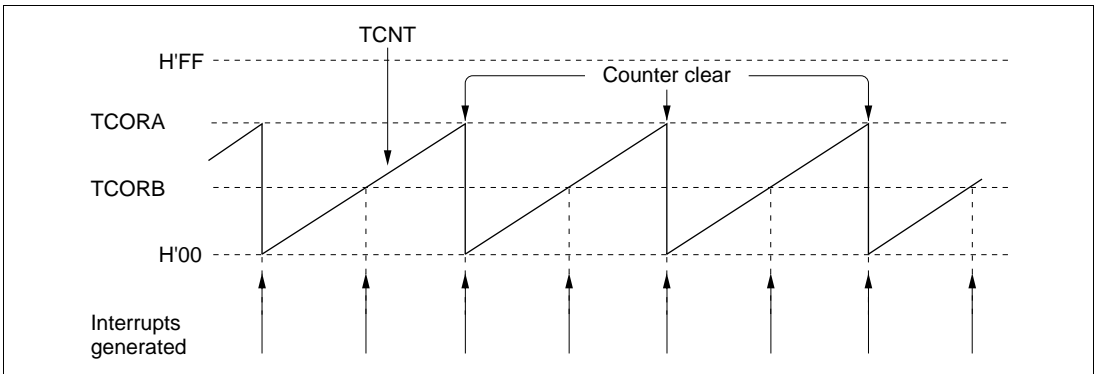 TCNT
H'FF
Counter clear
TCORA
TCORB
H'00
Interrupts
generated